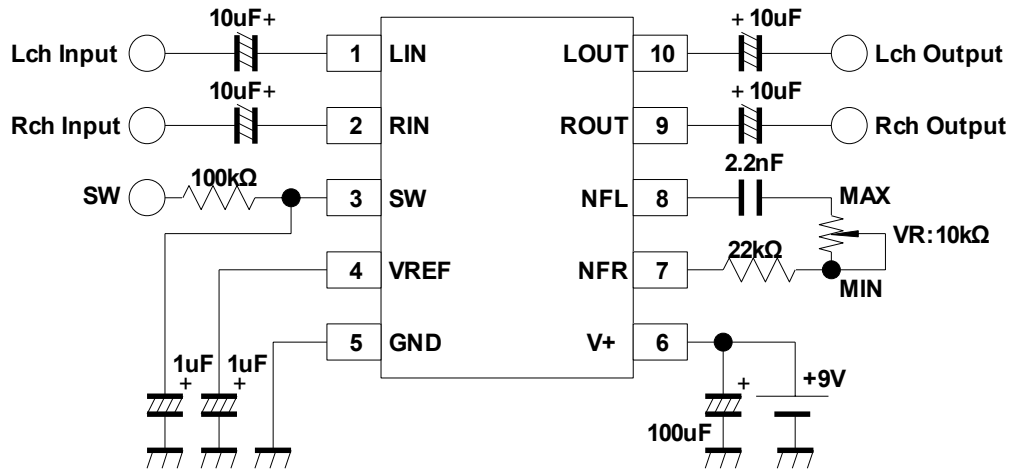 10uF +
+ 10uF
Lch Input
1
LIN
LOUT
10
Lch Output
10uF +
+ 10uF
Rch Input
2
RIN
ROUT
9
Rch Output
2.2nF
SW
100kΩ
3
SW
NFL
8
MAX
VR:10kΩ
4
VREF
NFR
7
22kΩ
MIN
5
GND
V+
6
1uF
+
1uF
+
+
+9V
100uF